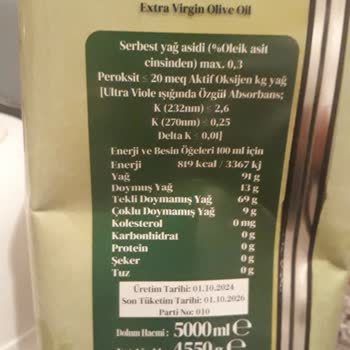 Extra Virgin Olive Oil
Serbest yağ asidi (%Oleik asit
cinsinden) max. 0,3
Peroksit ≤ 20 meq Aktif Oksijen kg yağ
[Ultra Viole ışığında Özgül Absorbans;
K (232nm) ≤ 2,6
K (270nm) ≤ 0,25
Delta K ≤ 0,01]
Enerji ve Besin Öğeleri 100 ml için
Enerji 819 kcal / 3367 kj
Yağ 91 g
Doymuş Yağ 13 g
Tekli Doymamış Yağ 69 g
Çoklu Doymamış Yağ 9 g
Kolesterol 0 mg
Karbonhidrat 0 g
Protein 0 g
Şeker 0 g
Tuz 0 g
Üretim Tarihi: 01.10.2024
Son Tüketim Tarihi: 01.10.2026
Parti No: 010
Dolum Hacmi : 5000 ml e
4550 g e